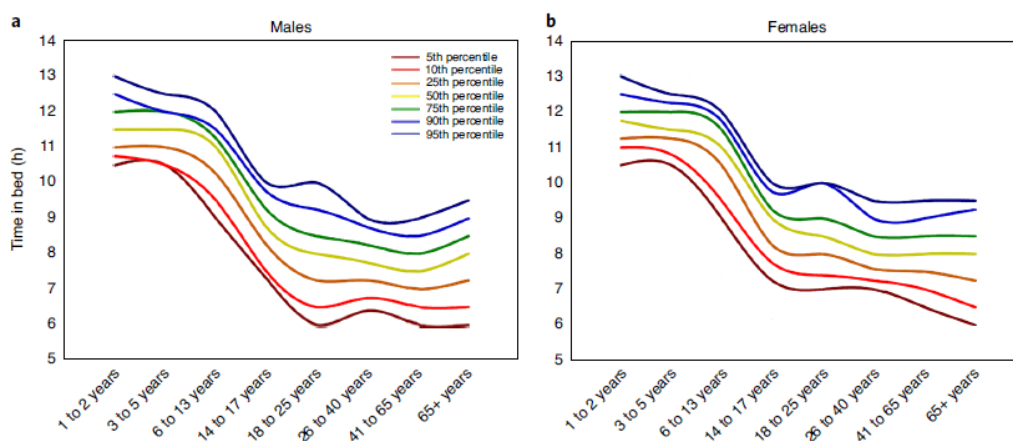 a
Males
Time in bed (h)
14
13
12
11
10
9
8
7
6
5
5th percentile
10th percentile
25th percentile
50th percentile
75th percentile
90th percentile
95th percentile
1 to 2 years
3 to 5 years
6 to 13 years
14 to 17 years
18 to 25 years
26 to 40 years
41 to 65 years
65+ years
b
Females
14
13
12
11
10
9
8
7
6
5
1 to 2 years
3 to 5 years
6 to 13 years
14 to 17 years
18 to 25 years
26 to 40 years
41 to 65 years
65+ years